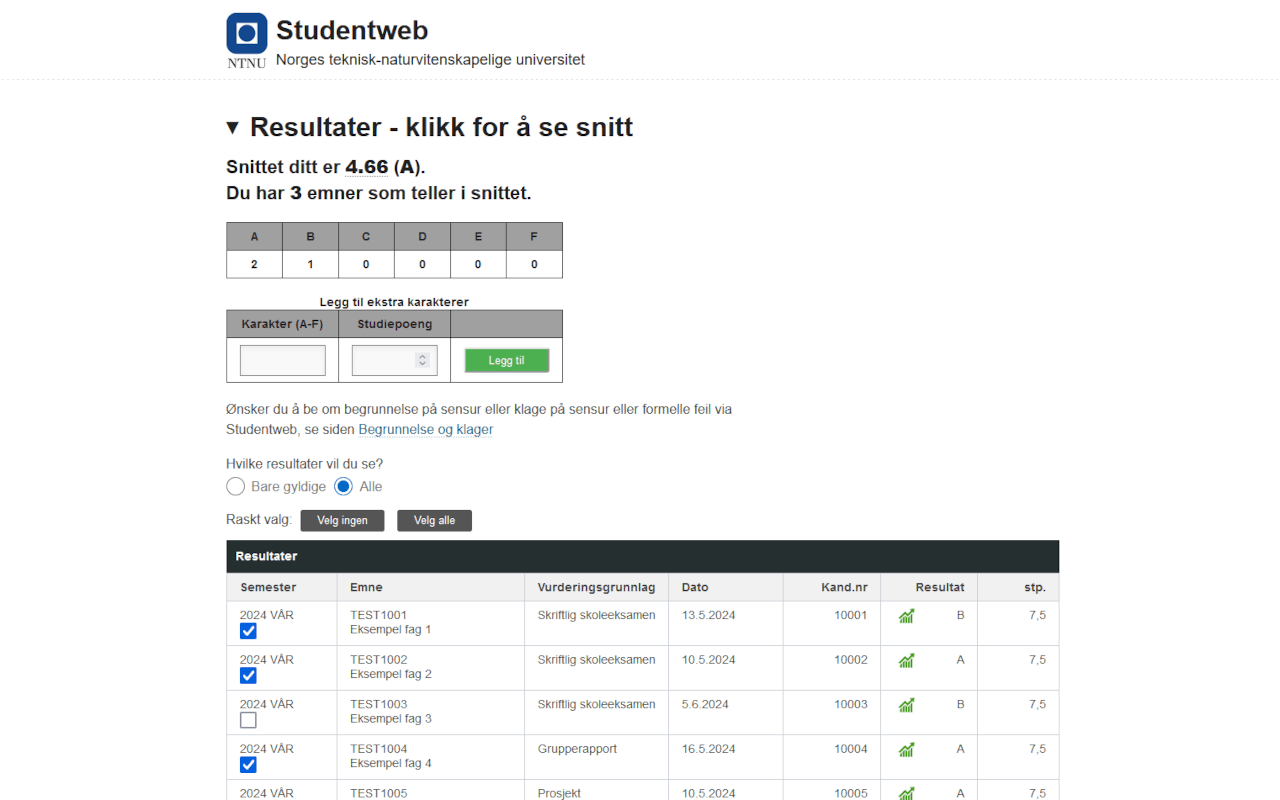 Studentweb
NTNU Norges teknisk-naturvitenskapelige universitet
▼ Resultater - klikk for å se snitt
Snittet ditt er 4.66 (A).
Du har 3 emner som teller i snittet.
A B C D E F
2 1 0 0 0 0
Legg til ekstra karakterer
Karakter (A-F) Studiepoeng
Legg til
Ønsker du å be om begrunnelse på sensur eller klage på sensur eller formelle feil via
Studentweb, se siden Begrunnelse og klager
Hvilke resultater vil du se?
Bare gyldige Alle
Raskt valg: Velg ingen Velg alle
Resultater
Semester Emne Vurderingsgrunnlag Dato Kand.nr Resultat stp.
2024 VÅR TEST1001 Skriftlig skoleeksamen 13.5.2024 10001 B 7,5
Eksempel fag 1
2024 VÅR TEST1002 Skriftlig skoleeksamen 10.5.2024 10002 A 7,5
Eksempel fag 2
2024 VÅR TEST1003 Skriftlig skoleeksamen 5.6.2024 10003 B 7,5
Eksempel fag 3
2024 VÅR TEST1004 Grupperapport 16.5.2024 10004 A 7,5
Eksempel fag 4
2024 VÅR TEST1005 Prosjekt 10.5.2024 10005 A 7,5